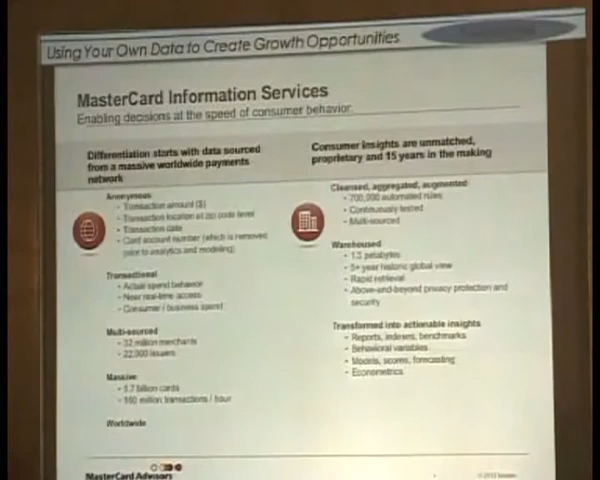 Using Your Own Data to Create Growth Opportunities
MasterCard Information Services
Enabling decisions at the speed of consumer behavior.
Differentiation starts with data sourced
from a massive worldwide payments
network
Anonymous
- Transaction amount ($)
- Transaction location at zip code level
- Transaction date
- Card account number (which is removed
prior to analytics and modeling)
Transactional
- Actual spend behavior
- Near real-time access
- Consumer / business spend
Multi-sourced
- 32 million merchants
- 22,000 issuers
Massive
- 1.7 billion cards
- 160 million transactions / hour
Worldwide
Consumer insights are unmatched,
proprietary and 15 years in the making
Cleansed, aggregated, augmented
- 700,000 automated rules
- Continuously tested
- Multi-sourced
Warehoused
- 1.5 petabytes
- 5+ year historic global view
- Rapid retrieval
- Above-and-beyond privacy protection and
security
Transformed into actionable insights
- Reports, indexes, benchmarks
- Behavioral variables
- Models, scores, forecasting
- Econometrics
MasterCard Advisors